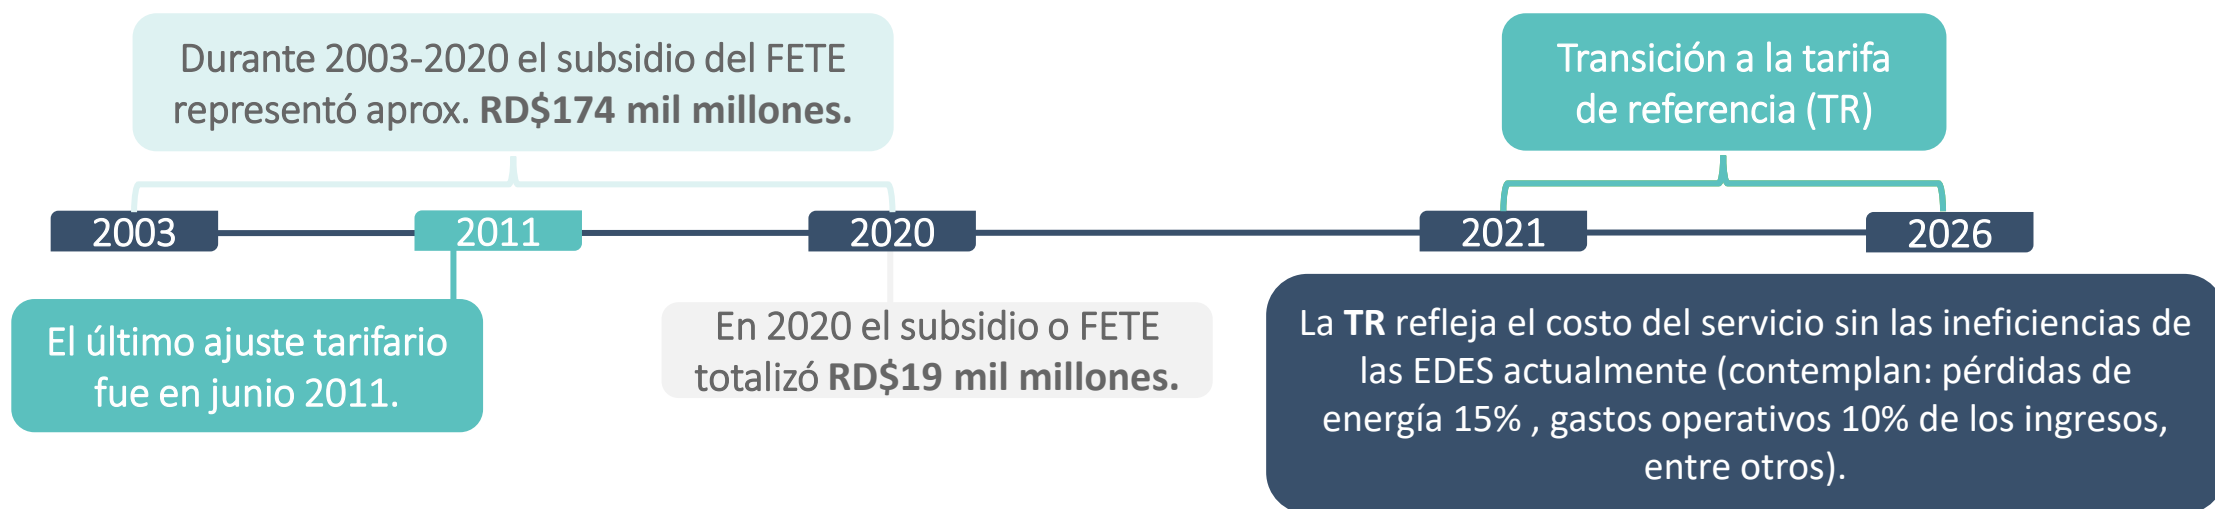 Durante 2003-2020 el subsidio del FETE
representó aprox. RD$174 mil millones.
Transición a la tarifa
de referencia (TR)
2003
2011
2020
2021
2026
El último ajuste tarifario
fue en junio 2011.
En 2020 el subsidio o FETE
totalizó RD$19 mil millones.
La TR refleja el costo del servicio sin las ineficiencias de
las EDES actualmente (contemplan: pérdidas de
energía 15% , gastos operativos 10% de los ingresos,
entre otros).